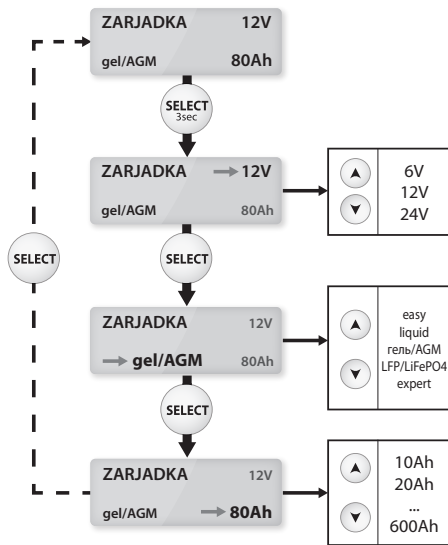 ZARJADKA 12V
gel/AGM 80Ah
SELECT
3sec
ZARJADKA 12V
gel/AGM 80Ah
6V
12V
24V
SELECT
SELECT
ZARJADKA 12V
gel/AGM 80Ah
easy
liquid
гель/AGM
LFP/LiFePO4
expert
SELECT
ZARJADKA 12V
gel/AGM 80Ah
10Ah
20Ah
...
600Ah